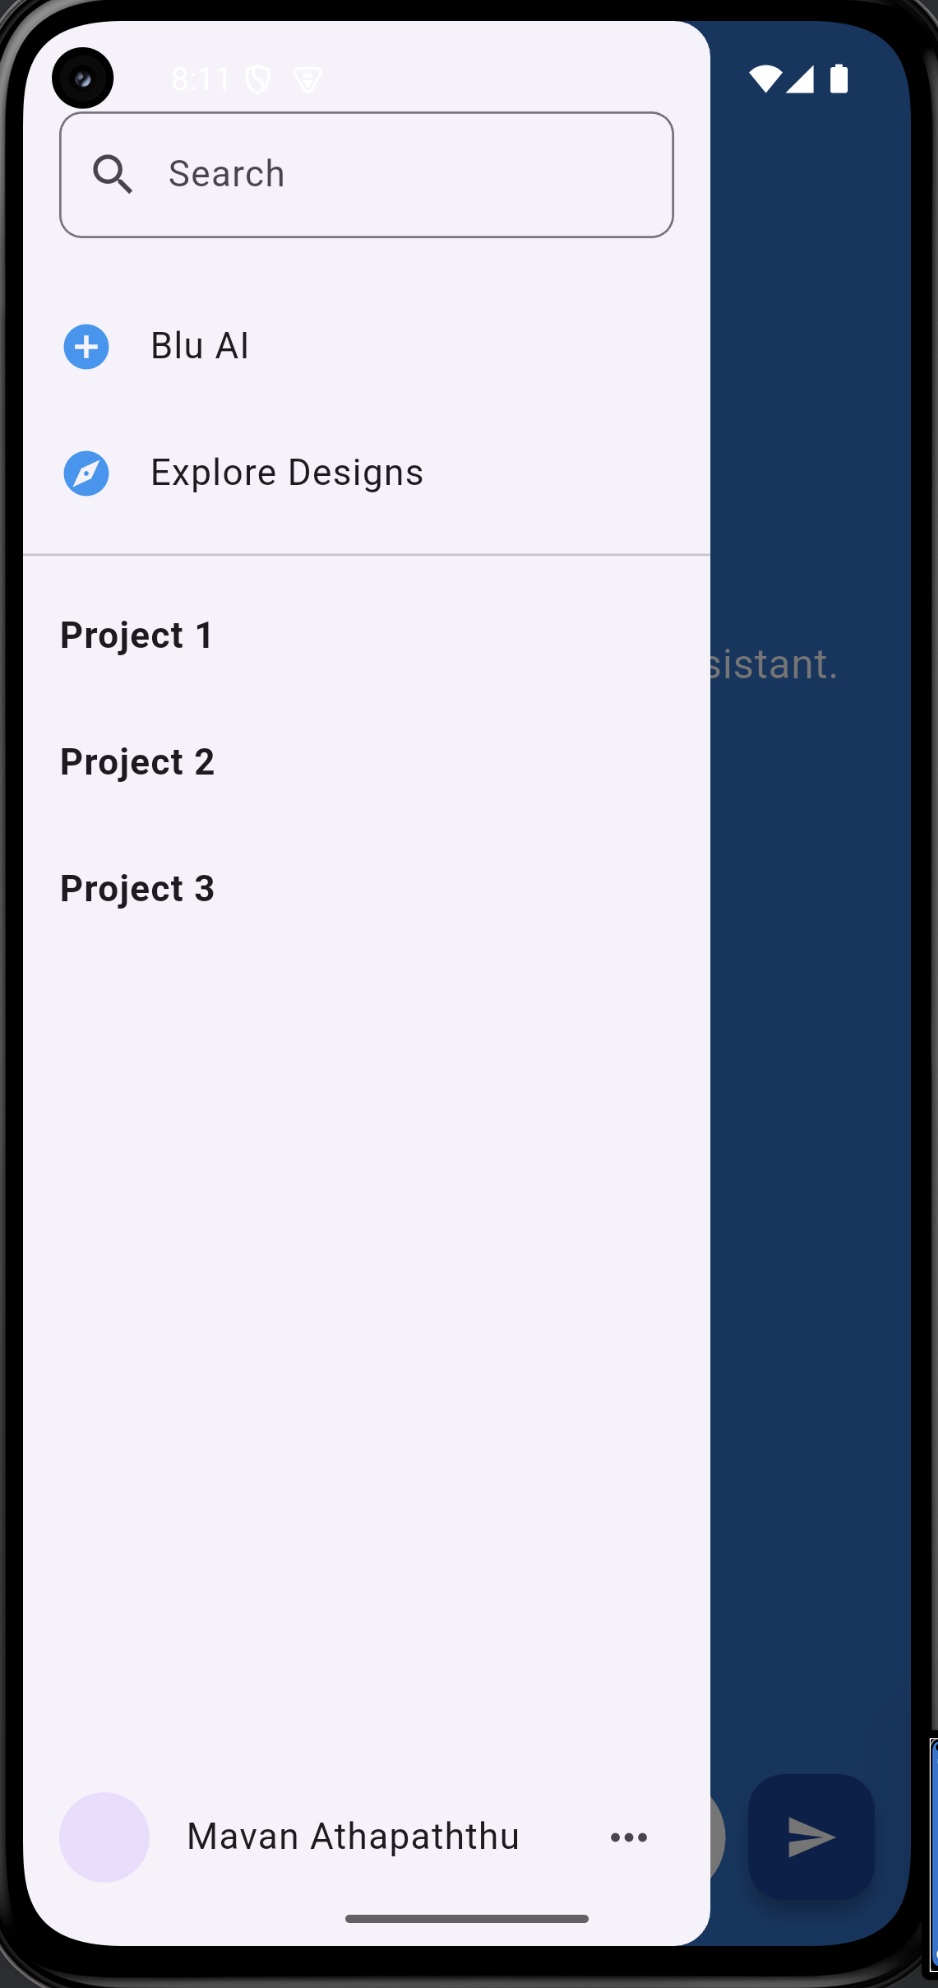 8:11
Search
Blu AI
Explore Designs
Project 1
sistant.
Project 2
Project 3
Mavan Athapaththu